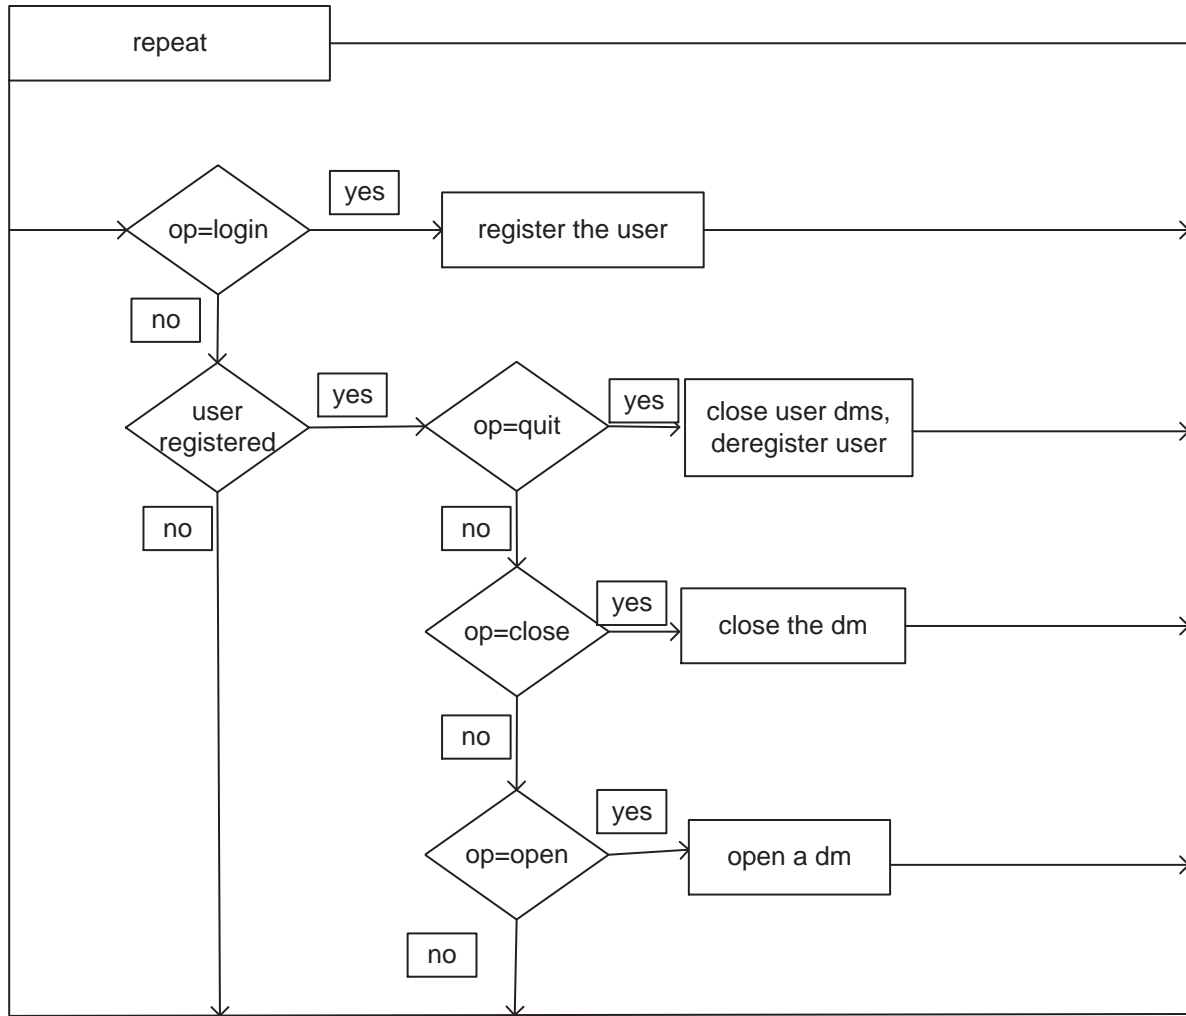 repeat
yes
op=login
register the user
no
user
registered
yes
op=quit
yes
close user dms,
deregister user
no
no
op=close
yes
close the dm
no
op=open
yes
open a dm
no